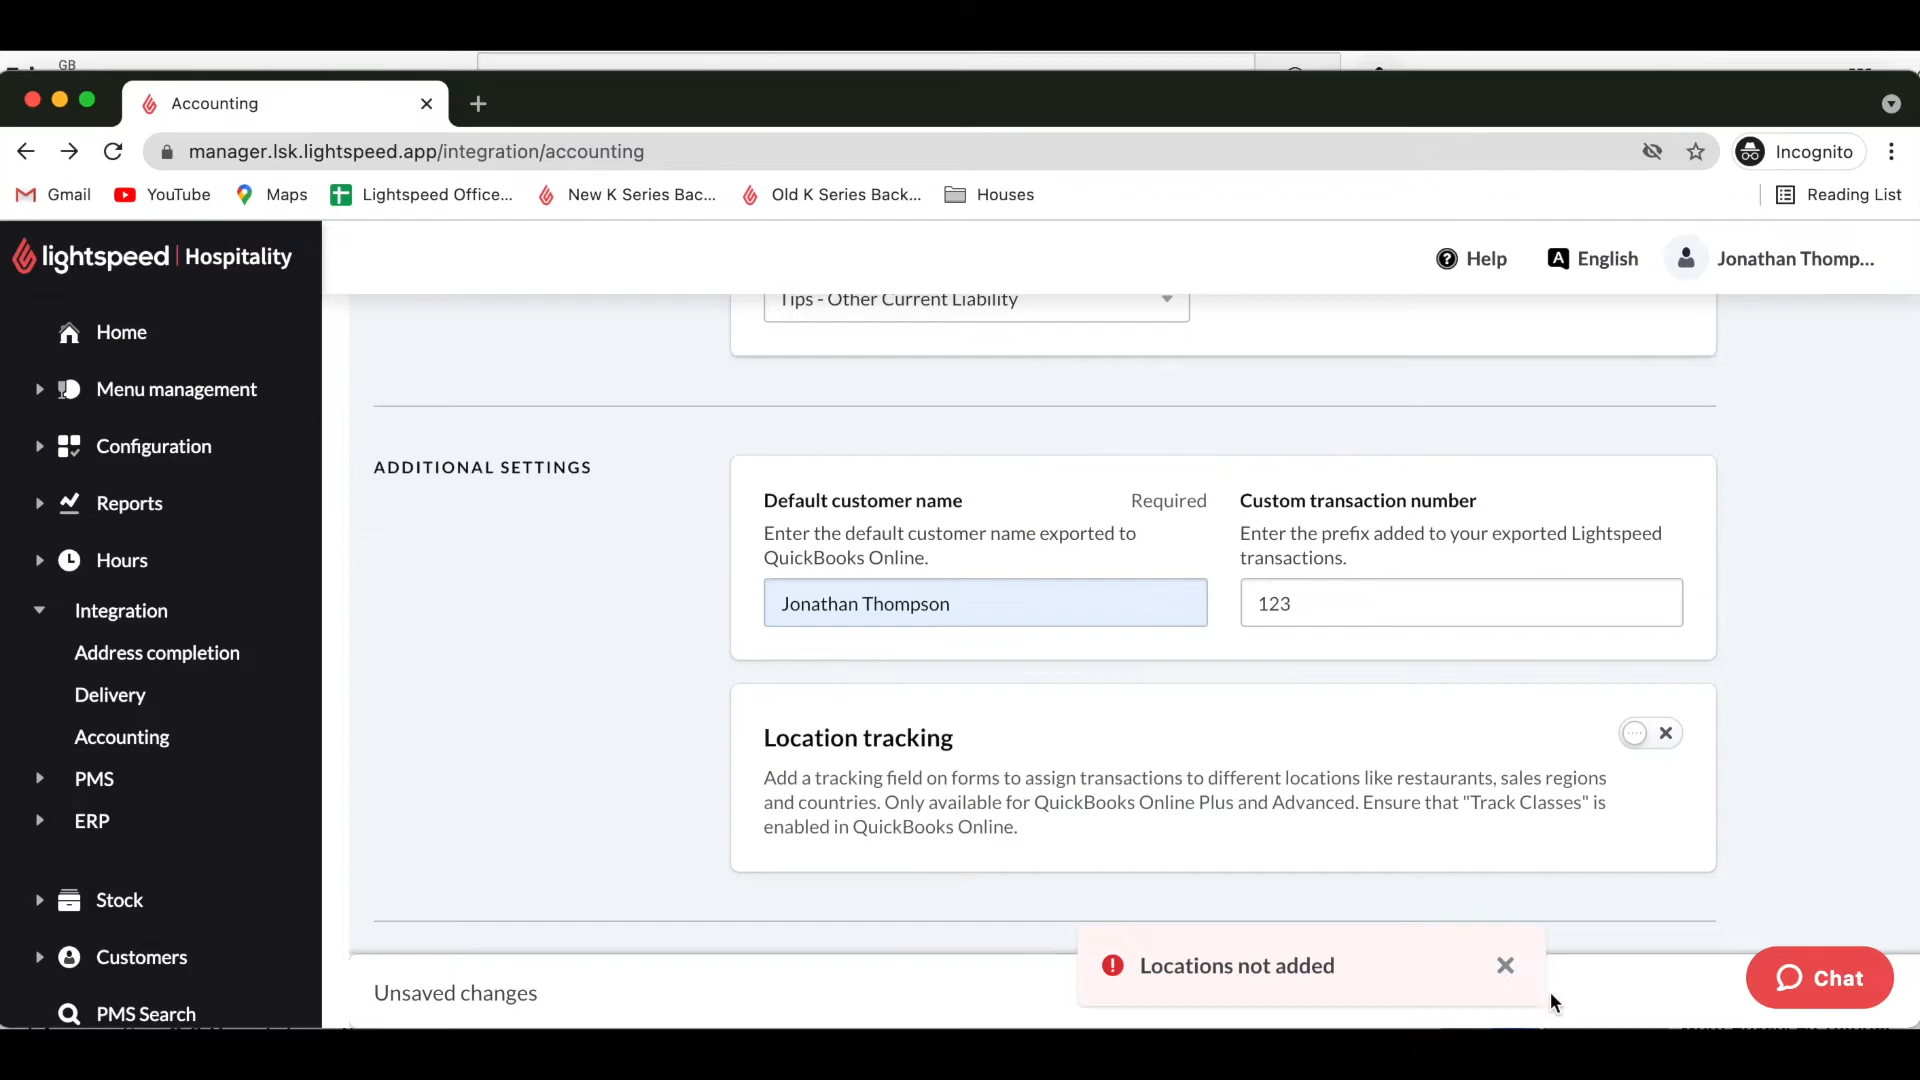 GB
Accounting
manager.lsk.lightspeed.app/integration/accounting
Incognito
Gmail
YouTube
Maps
Lightspeed Office...
New K Series Bac...
Old K Series Back...
Houses
Reading List
lightspeed | Hospitality
Help
English
Jonathan Thomp...
Home
Menu management
Configuration
Reports
Hours
Integration
Address completion
Delivery
Accounting
PMS
ERP
Stock
Customers
PMS Search
Tips - Other Current Liability
ADDITIONAL SETTINGS
Default customer name
Required
Enter the default customer name exported to
QuickBooks Online.
Jonathan Thompson
Custom transaction number
Enter the prefix added to your exported Lightspeed
transactions.
123
Location tracking
Add a tracking field on forms to assign transactions to different locations like restaurants, sales regions
and countries. Only available for QuickBooks Online Plus and Advanced. Ensure that "Track Classes" is
enabled in QuickBooks Online.
Unsaved changes
Locations not added
Chat